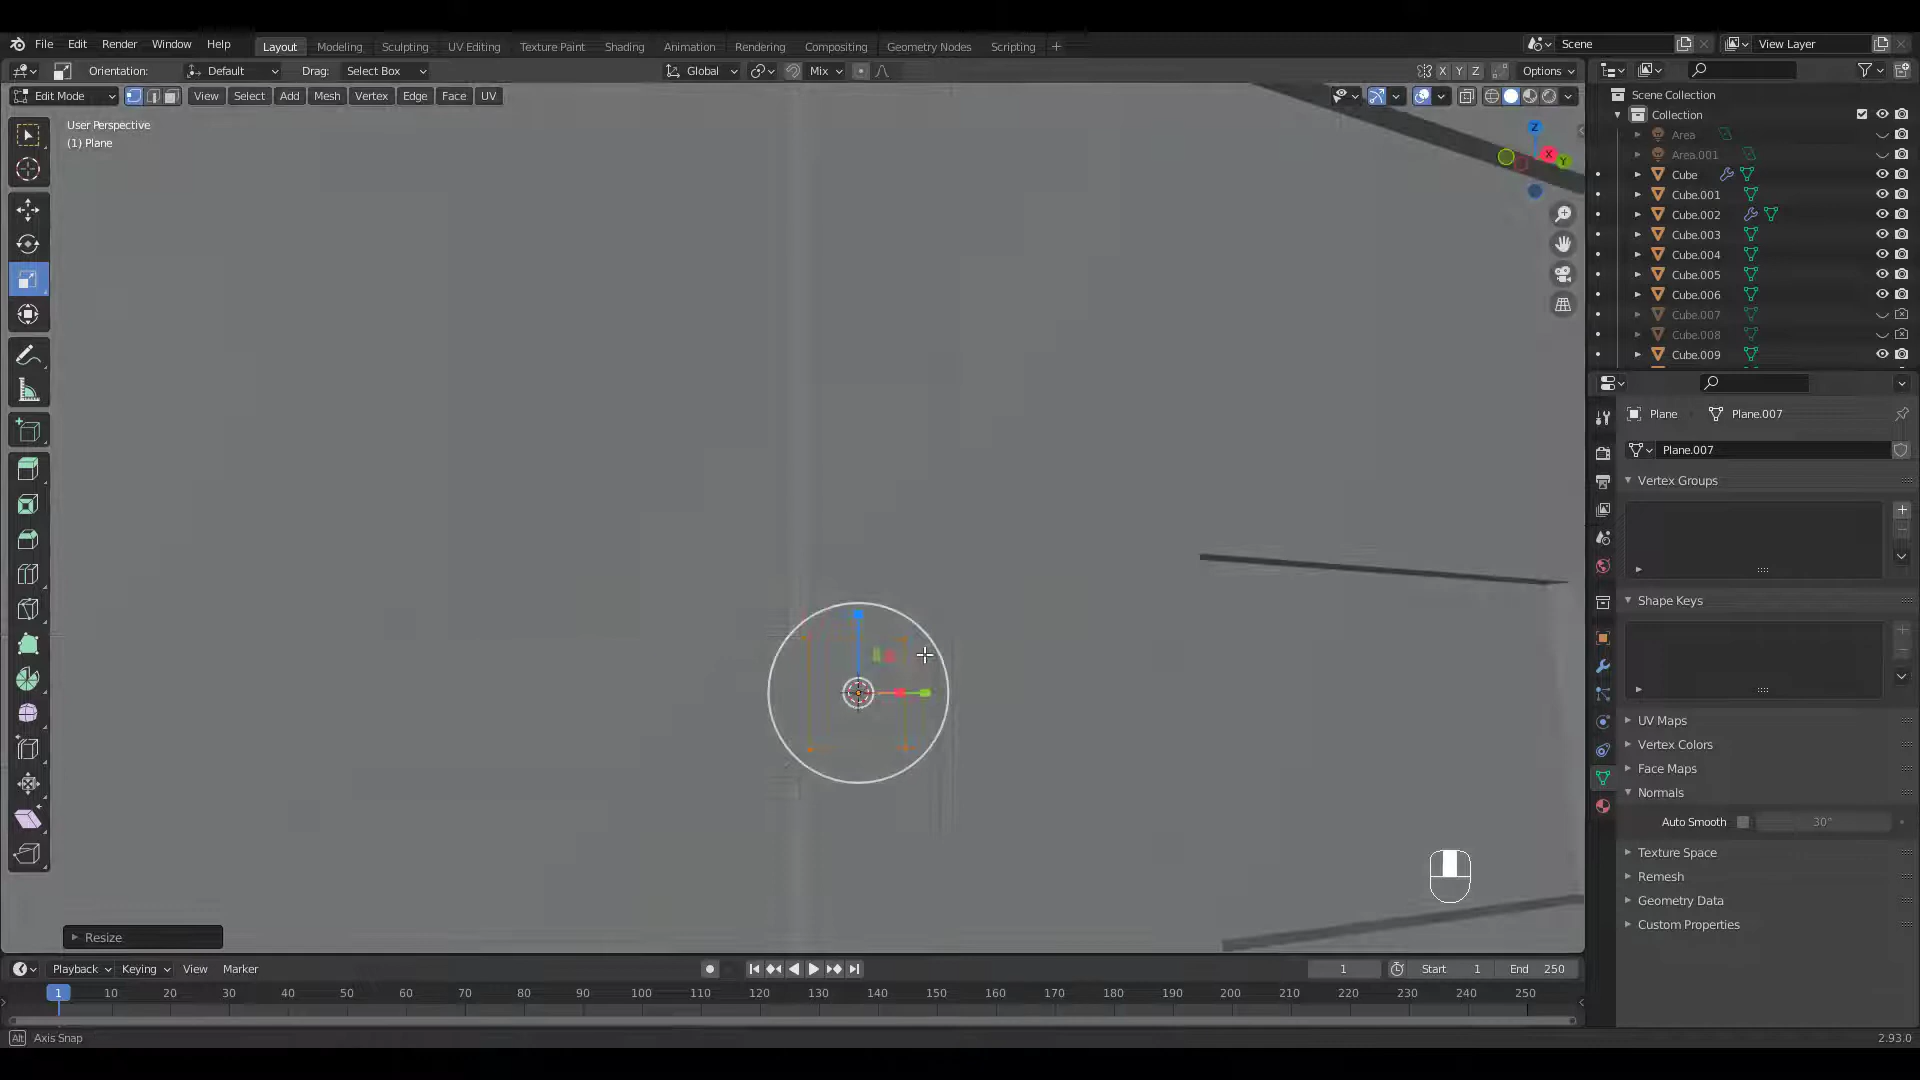 File Edit Render Window Help Layout Modeling Sculpting UV Editing Texture Paint Shading Animation Rendering Compositing Geometry Nodes Scripting + Scene View Layer
Orientation: Default Drag: Select Box Global Mix X Y Z Options
Edit Mode View Select Add Mesh Vertex Edge Face UV
User Perspective
(1) Plane
Z
X
Y
Scene Collection
Collection
Area
Area.001
Cube
Cube.001
Cube.002
Cube.003
Cube.004
Cube.005
Cube.006
Cube.007
Cube.008
Cube.009
Plane Plane.007
Plane.007
Vertex Groups
Shape Keys
UV Maps
Vertex Colors
Face Maps
Normals
Auto Smooth 30°
Texture Space
Remesh
Geometry Data
Custom Properties
Resize
Playback Keying View Marker 1 Start 1 End 250
1 10 20 30 40 50 60 70 80 90 100 110 120 130 140 150 160 170 180 190 200 210 220 230 240 250
Alt Axis Snap 2.93.0